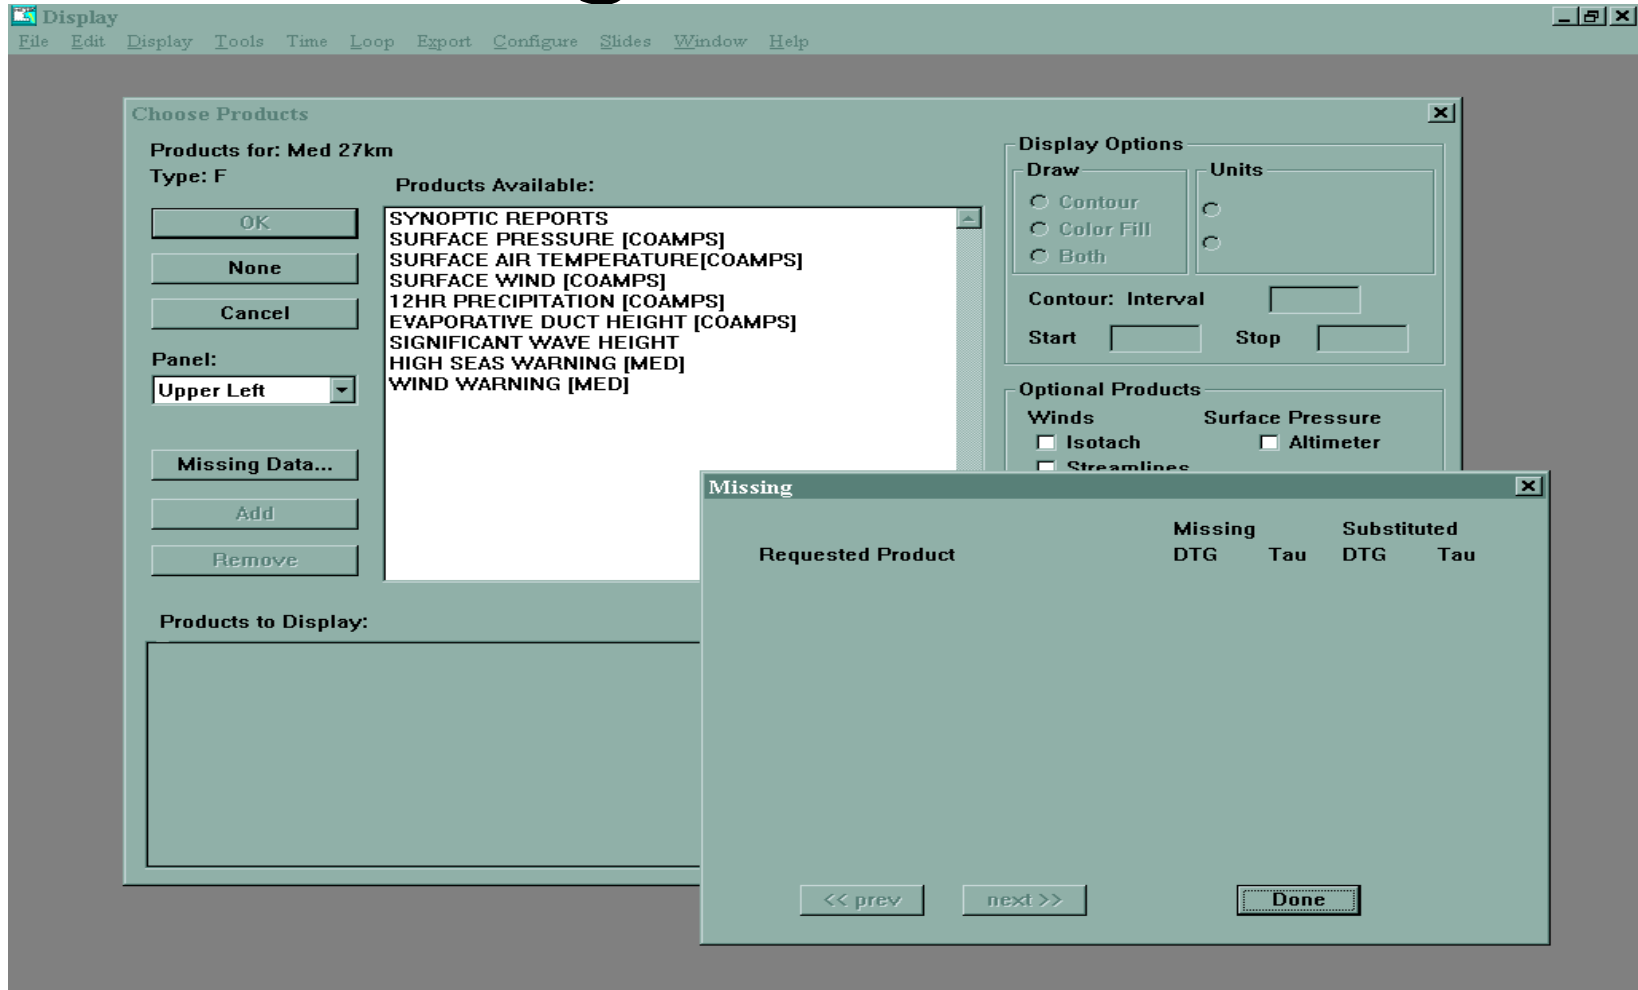 Display
File Edit Display Tools Time Loop Export Configure Slides Window Help
Choose Products
Products for: Med 27km
Type: F
Products Available:
OK
None
Cancel
Panel:
Upper Left
Missing Data...
Add
Remove
SYNOPTIC REPORTS
SURFACE PRESSURE [COAMPS]
SURFACE AIR TEMPERATURE[COAMPS]
SURFACE WIND [COAMPS]
12HR PRECIPITATION [COAMPS]
EVAPORATIVE DUCT HEIGHT [COAMPS]
SIGNIFICANT WAVE HEIGHT
HIGH SEAS WARNING [MED]
WIND WARNING [MED]
Display Options
Draw
Contour
Color Fill
Both
Units
Contour: Interval
Start Stop
Optional Products
Winds Surface Pressure
Isotach Altimeter
Streamlines
Products to Display:
Missing
Missing Substituted
Requested Product DTG Tau DTG Tau
<< prev next >> Done